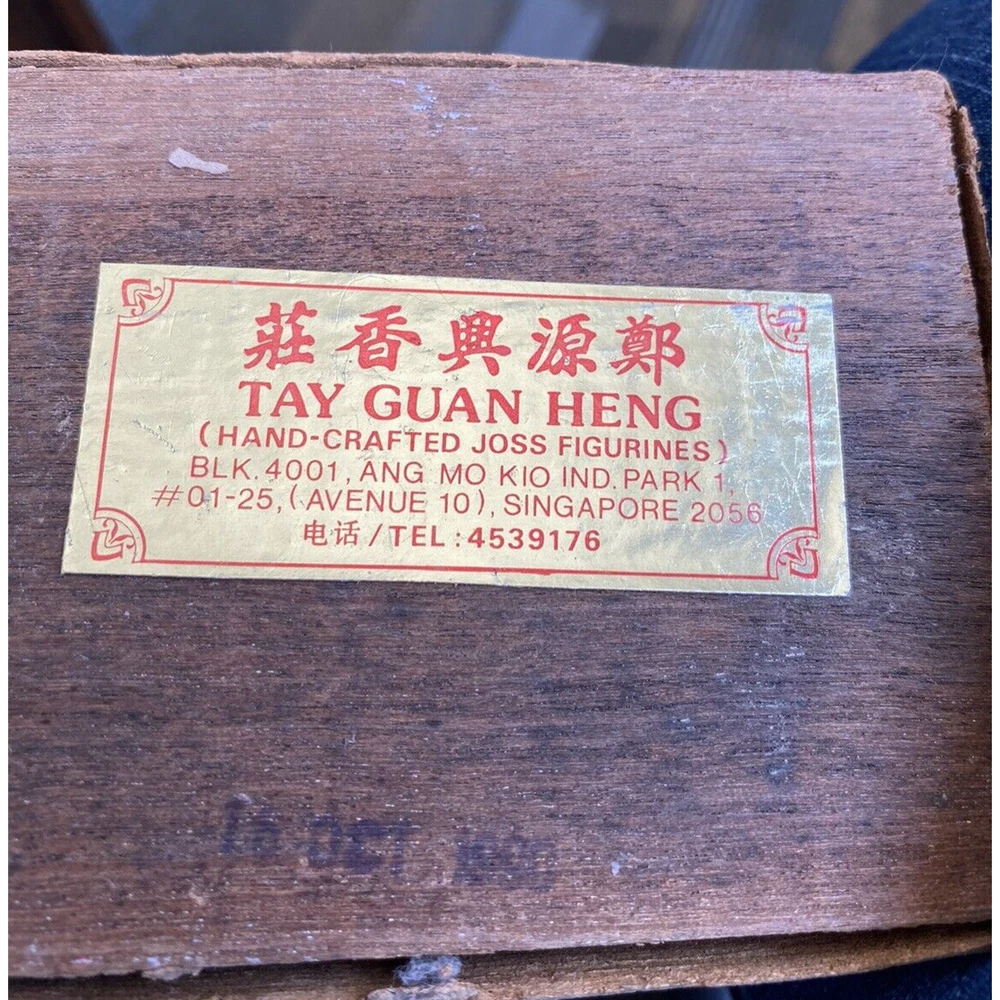 鄭源興香莊
TAY GUAN HENG
(HAND-CRAFTED JOSS FIGURINES)
BLK. 4001, ANG MO KIO IND. PARK 1,
#01-25, (AVENUE 10), SINGAPORE 2056
电话/TEL:4539176
OCT